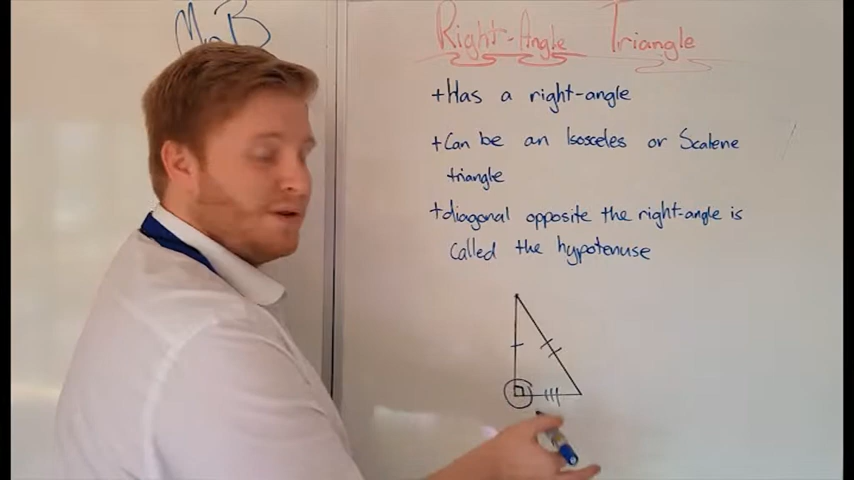 Mr B
Right-Angle Triangle
+Has a right-angle
+Can be an Isosceles or Scalene
triangle
+diagonal opposite the right-angle is
called the hypotenuse